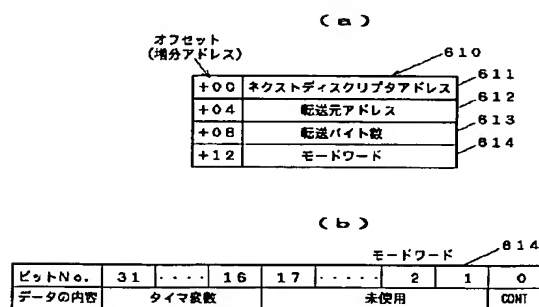 (a)
オフセット
(増分アドレス)
610
+00 ネクストディスクリプタアドレス 611
+04 転送元アドレス 612
+08 転送バイト数 613
+12 モードワード 614
(b)
モードワード 614
ビットNo. 31 ‥‥ 16 17 ‥‥‥ 2 1 0
データの内容 タイマ変数 未使用 CONT